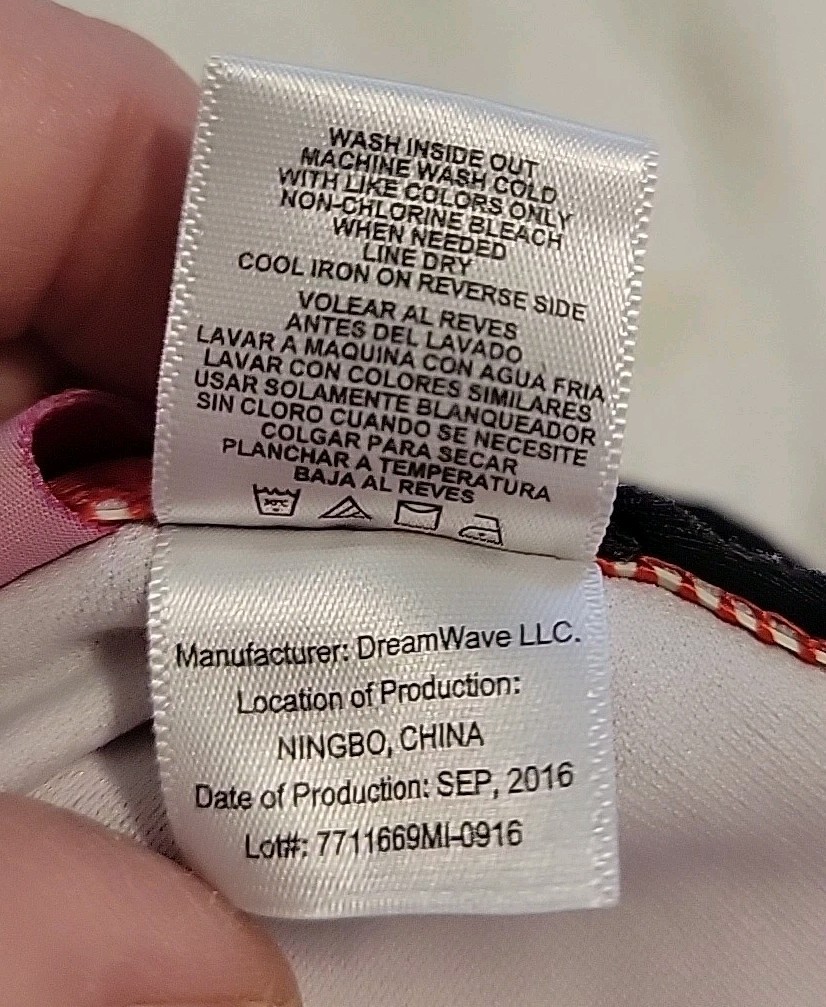 WASH INSIDE OUT
MACHINE WASH COLD
WITH LIKE COLORS ONLY
NON-CHLORINE BLEACH
WHEN NEEDED
LINE DRY
COOL IRON ON REVERSE SIDE
VOLEAR AL REVES
ANTES DEL LAVADO
LAVAR A MAQUINA CON AGUA FRIA
LAVAR CON COLORES SIMILARES
USAR SOLAMENTE BLANQUEADOR
SIN CLORO CUANDO SE NECESITE
COLGAR PARA SECAR
PLANCHAR A TEMPERATURA
BAJA AL REVES
30°C
Manufacturer: DreamWave LLC.
Location of Production:
NINGBO, CHINA
Date of Production: SEP, 2016
Lot#: 7711669MI-0916